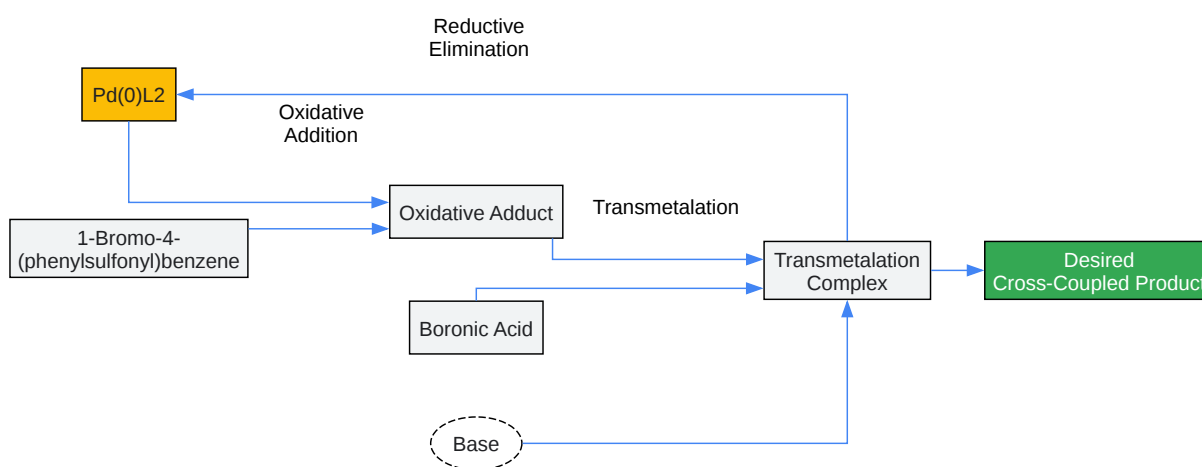 Reductive
Elimination
Pd(0)L2
Oxidative
Addition
Oxidative Adduct
Transmetalation
1-Bromo-4-
(phenylsulfonyl)benzene
Transmetalation
Complex
Desired
Cross-Coupled Product
Boronic Acid
Base